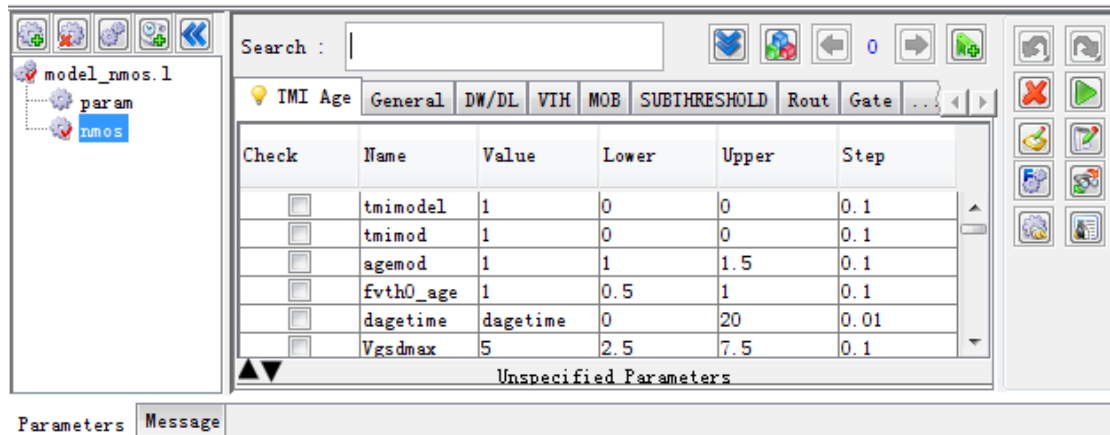 Search :
0
model_nmos.l
param
nmos
TMI Age General DW/DL VTH MOB SUBTHRESHOLD Rout Gate ...
Check Name Value Lower Upper Step
tmimodel 1 0 0 0.1
tmimod 1 0 0 0.1
agemod 1 1 1.5 0.1
fvth0_age 1 0.5 1 0.1
dagetime dagetime 0 20 0.01
Vgsdmax 5 2.5 7.5 0.1
Unspecified Parameters
Parameters Message